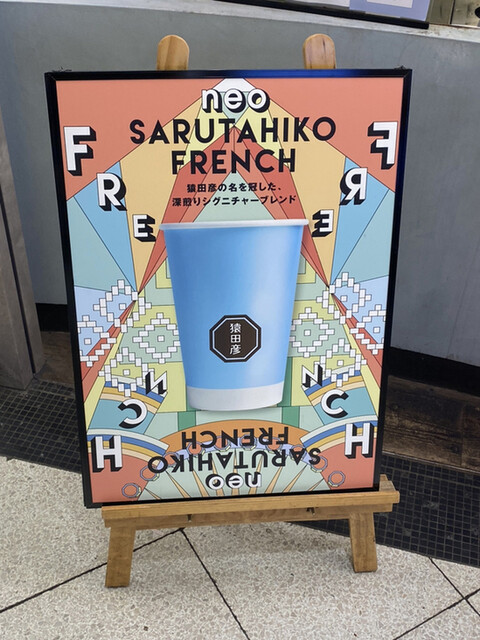 neo
SARUTAHIKO
FRENCH
猿田彦の名を冠した、
深煎りシグニチャーブレンド
FRENCH
FRENCH
猿田彦
FRENCH
SARUTAHIKO
neo